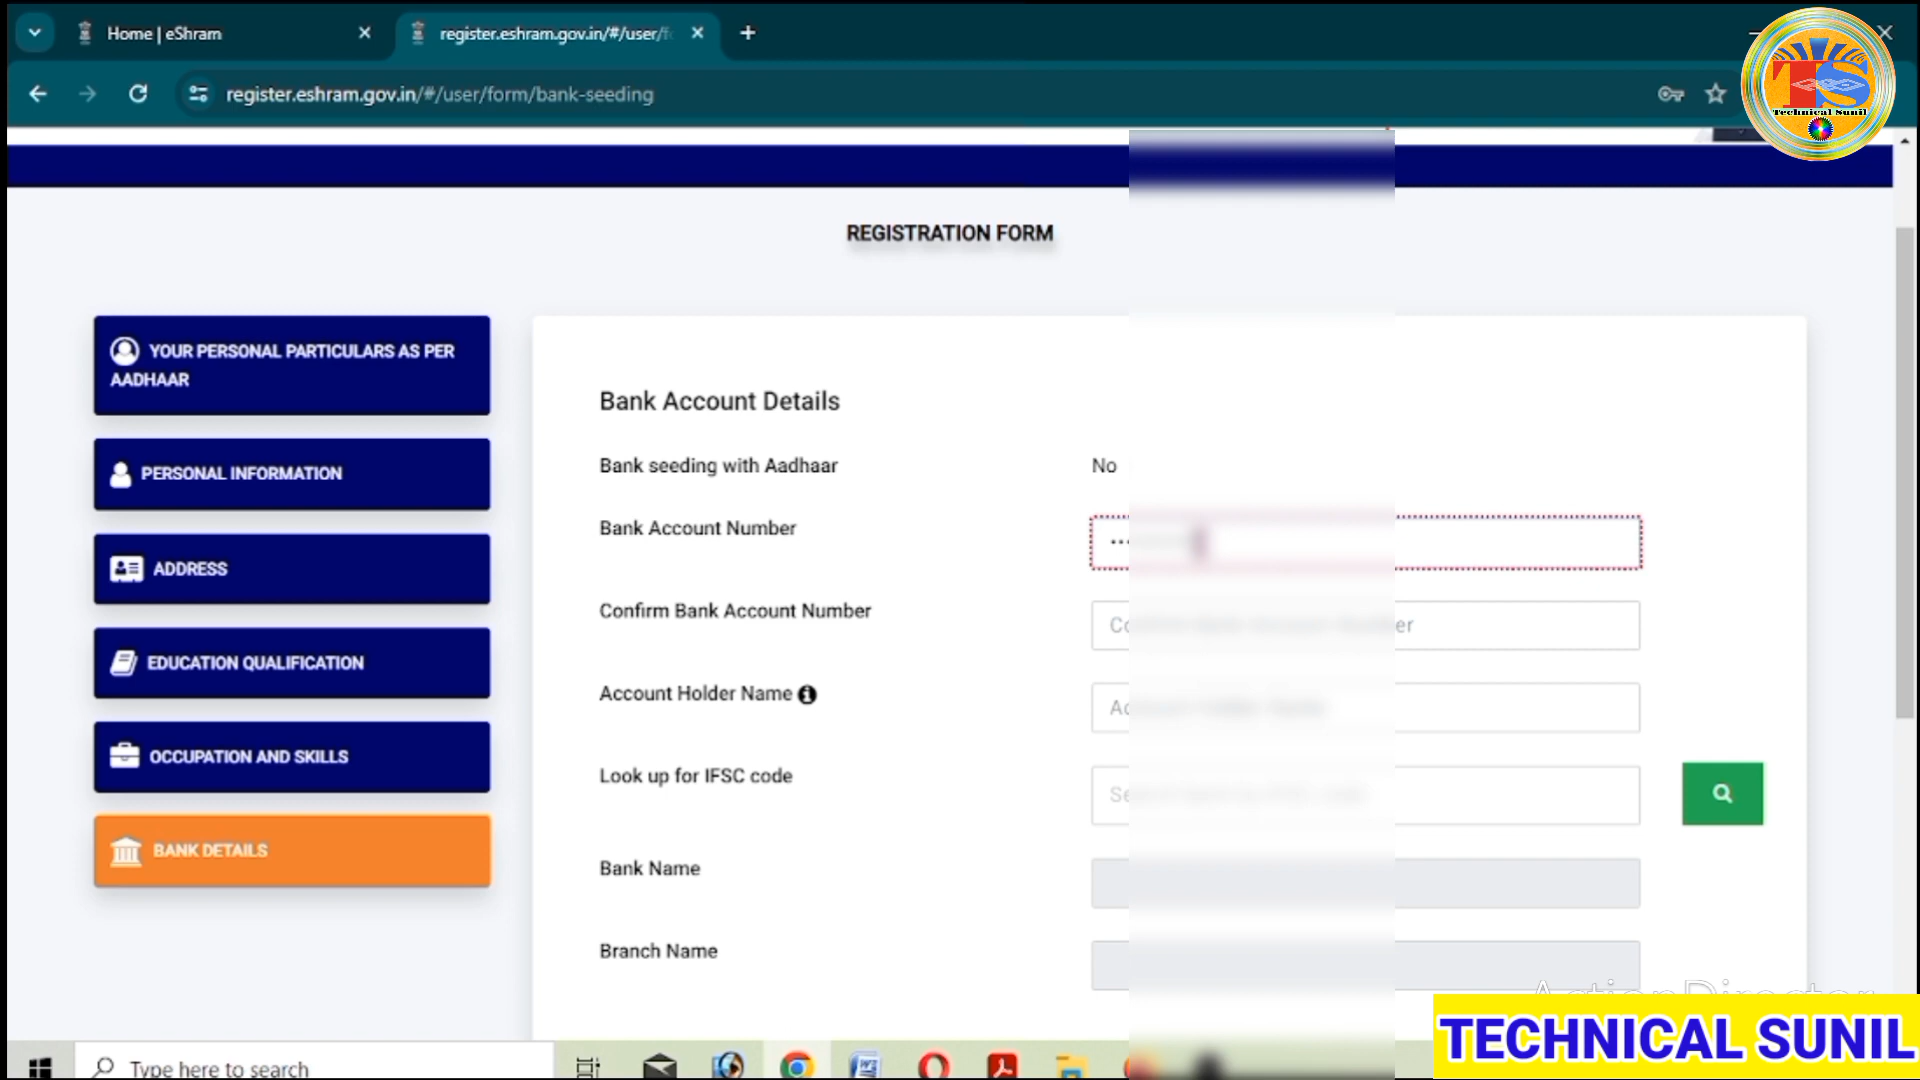 Home | eShram
register.eshram.gov.in/#/user/f
register.eshram.gov.in/#/user/form/bank-seeding
TS
Technical Sunil
REGISTRATION FORM
YOUR PERSONAL PARTICULARS AS PER
AADHAAR
PERSONAL INFORMATION
ADDRESS
EDUCATION QUALIFICATION
OCCUPATION AND SKILLS
BANK DETAILS
Bank Account Details
Bank seeding with Aadhaar No
Bank Account Number
Confirm Bank Account Number
Account Holder Name
Look up for IFSC code
Bank Name
Branch Name
TECHNICAL SUNIL
Type here to search